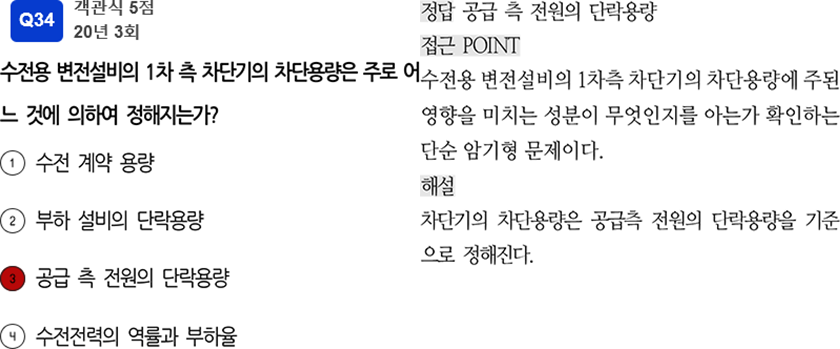 Q34
객관식 5점
20년 3회
수전용 변전설비의 1차 측 차단기의 차단용량은 주로 어
느 것에 의하여 정해지는가?
1 수전 계약 용량
2 부하 설비의 단락용량
3 공급 측 전원의 단락용량
4 수전전력의 역률과 부하율
정답 공급 측 전원의 단락용량
접근 POINT
수전용 변전설비의 1차측 차단기의 차단용량에 주된
영향을 미치는 성분이 무엇인지를 아는가 확인하는
단순 암기형 문제이다.
해설
차단기의 차단용량은 공급측 전원의 단락용량을 기준
으로 정해진다.